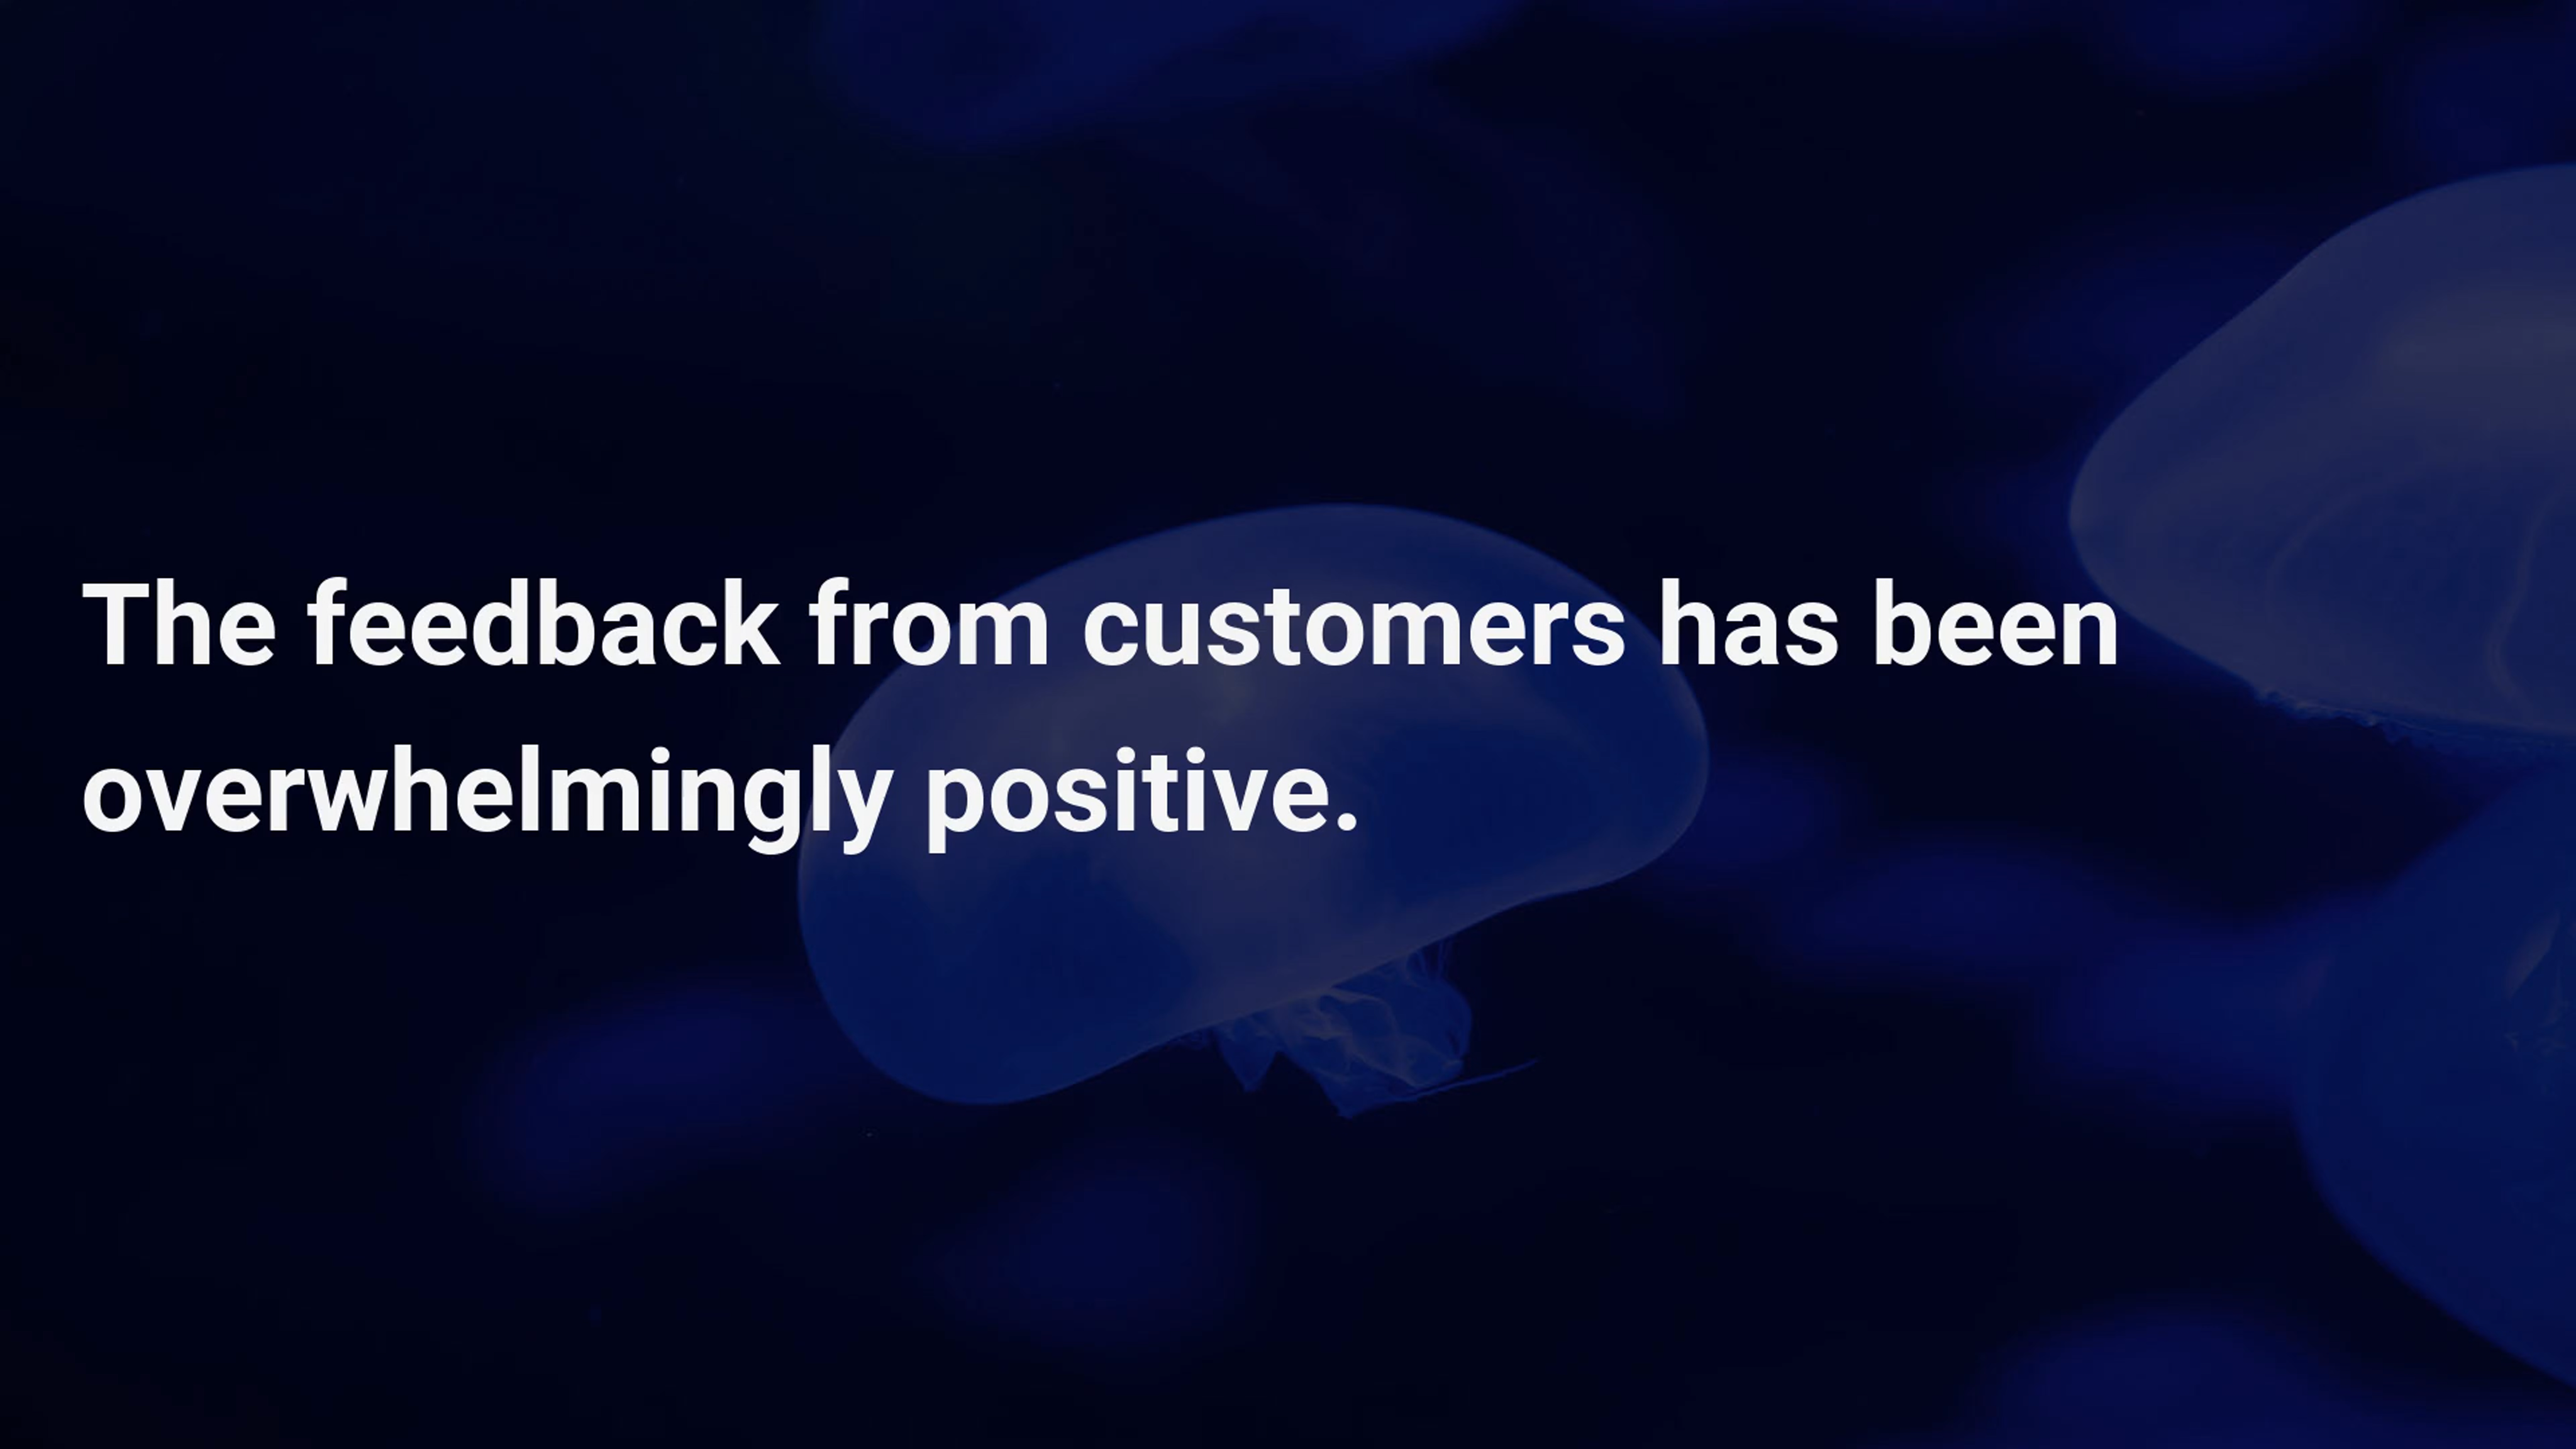 The feedback from customers has been
overwhelmingly positive.